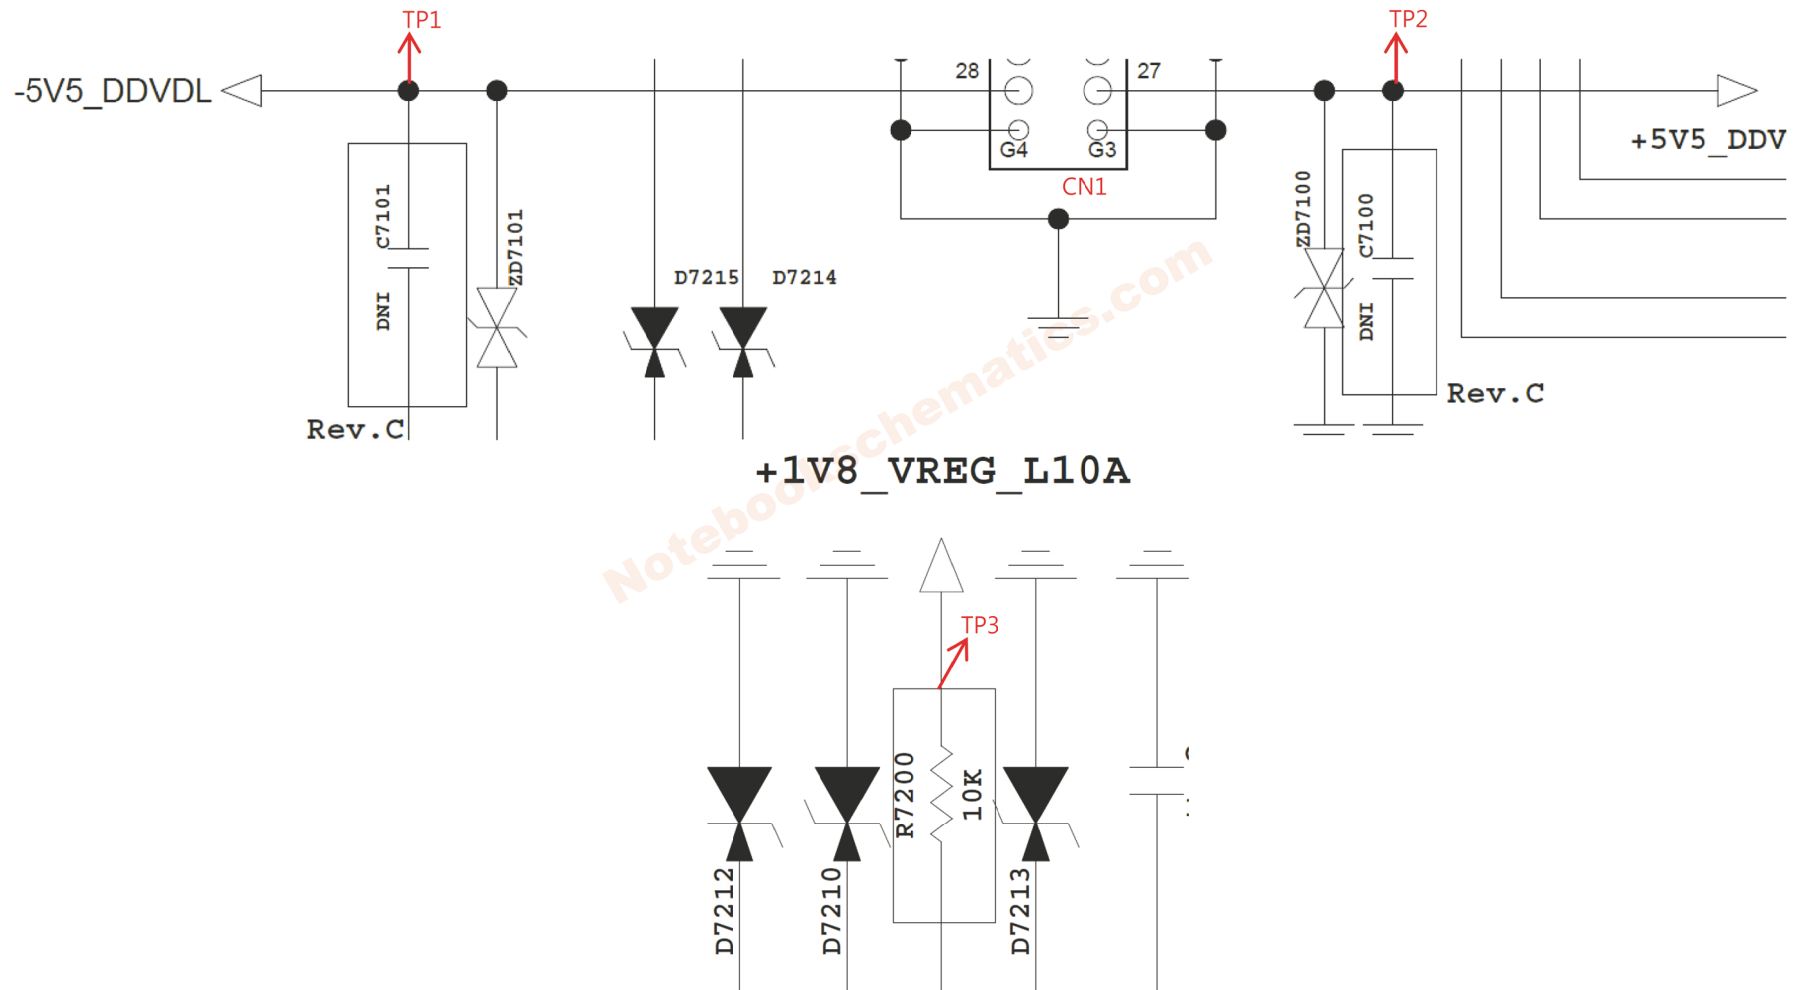 TP1
TP2
-5V5_DDVDL
28
27
+5V5_DDV
G4
G3
CN1
C7101
DNI
ZD7101
D7215
D7214
ZD7100
C7100
DNI
Rev.C
Rev.C
Notebookschematics.com
+1V8_VREG_L10A
TP3
R7200
10K
D7212
D7210
D7213